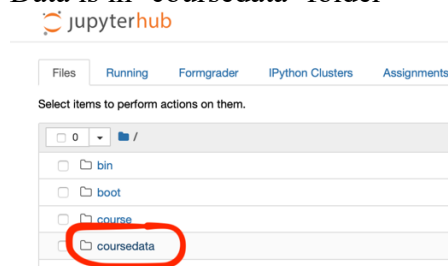 Data is in "coursedata" folder
jupyterhub
Files Running Formgrader IPython Clusters Assignments
Select items to perform actions on them.
0 /
bin
boot
course
coursedata